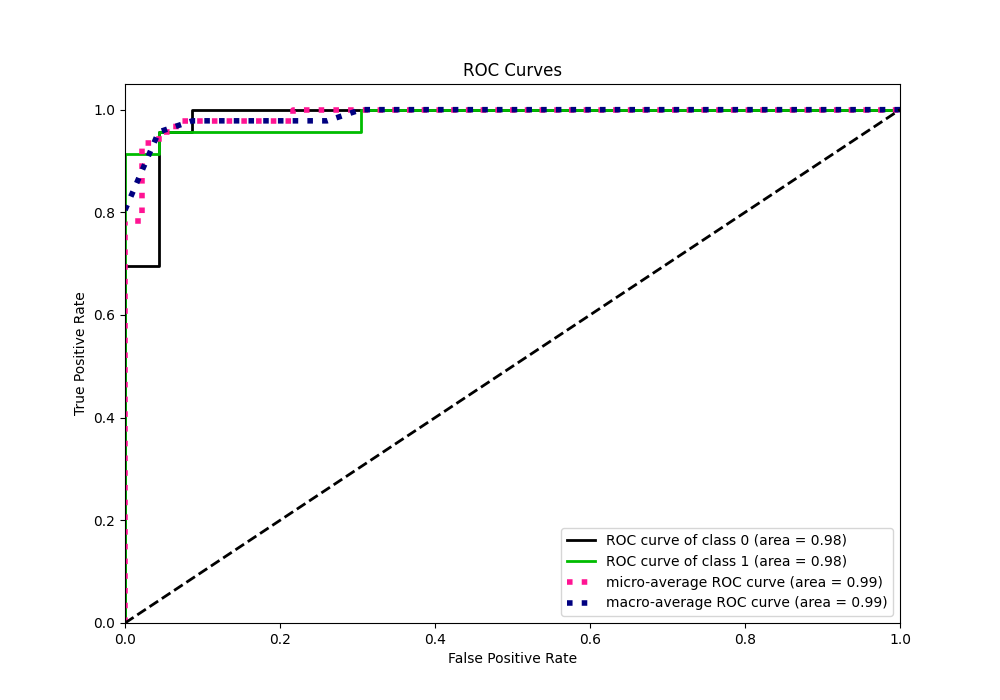 ROC Curves
1.0
0.8
0.6
0.4
0.2
0.0
True Positive Rate
0.0 0.2 0.4 0.6 0.8 1.0
False Positive Rate
ROC curve of class 0 (area = 0.98)
ROC curve of class 1 (area = 0.98)
micro-average ROC curve (area = 0.99)
macro-average ROC curve (area = 0.99)